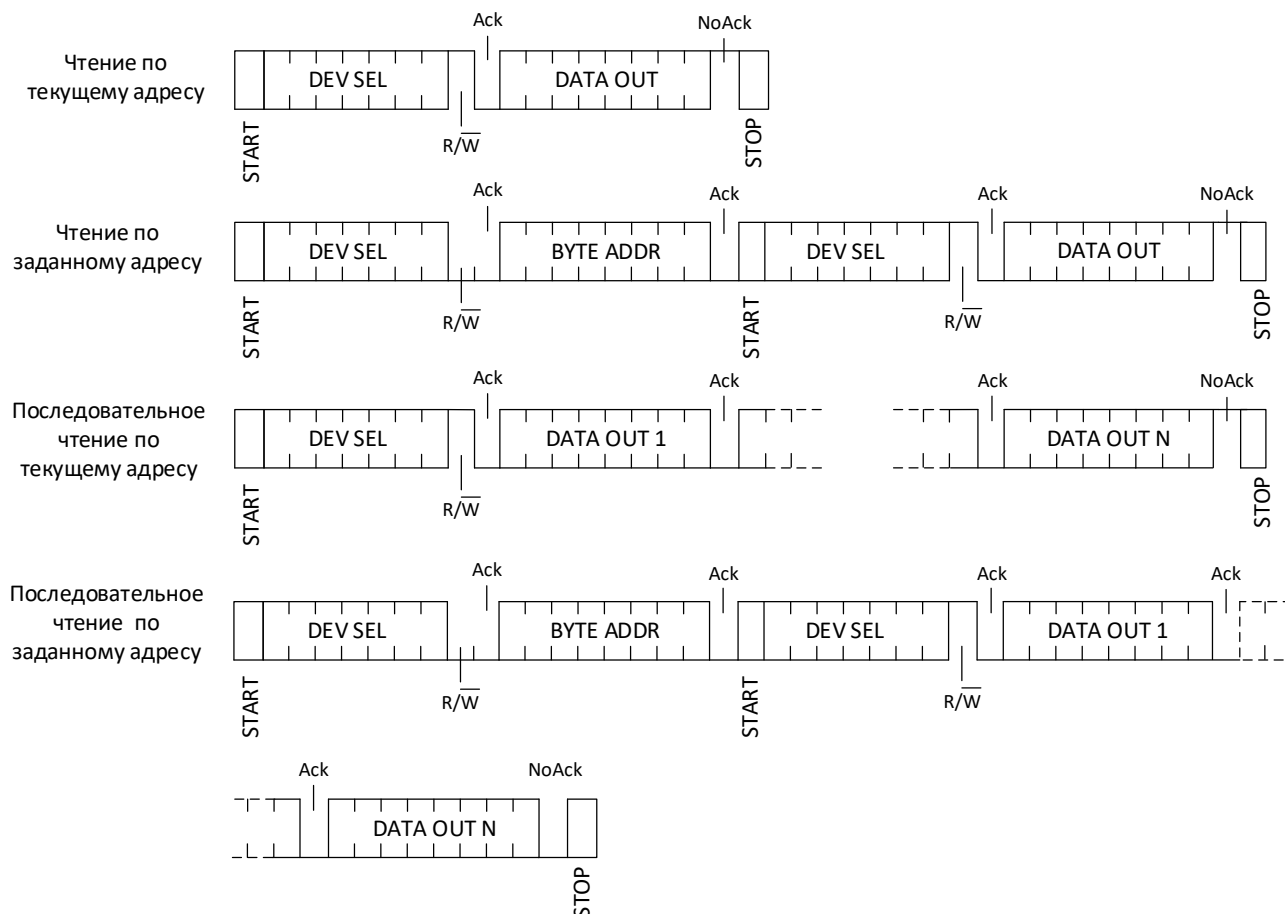 Ack
NoAck
Чтение по
текущему адресу
DEV SEL
DATA OUT
START
R/W
STOP
Ack
Ack
Ack
NoAck
Чтение по
заданному адресу
DEV SEL
BYTE ADDR
DEV SEL
DATA OUT
START
R/W
START
R/W
STOP
Ack
Ack
Ack
NoAck
Последовательное
чтение по
текущему адресу
DEV SEL
DATA OUT 1
DATA OUT N
START
R/W
STOP
Ack
Ack
Ack
Ack
Последовательное
чтение по
заданному адресу
DEV SEL
BYTE ADDR
DEV SEL
DATA OUT 1
START
R/W
START
R/W
Ack
NoAck
DATA OUT N
STOP